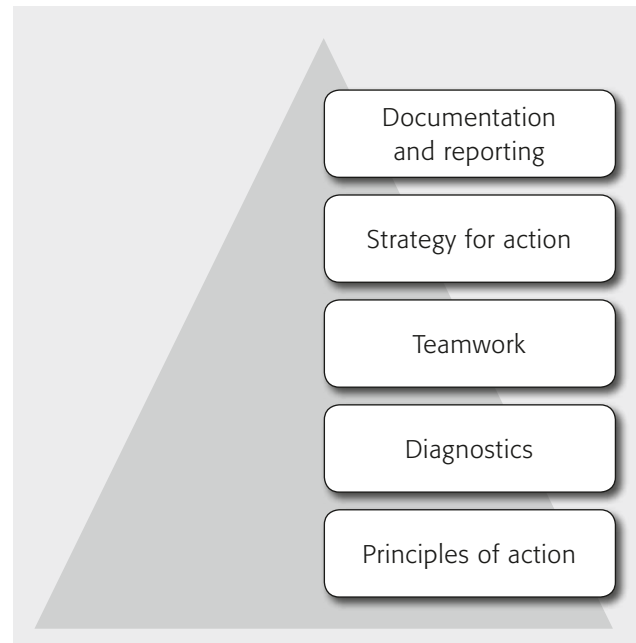 Documentation
and reporting
Strategy for action
Teamwork
Diagnostics
Principles of action